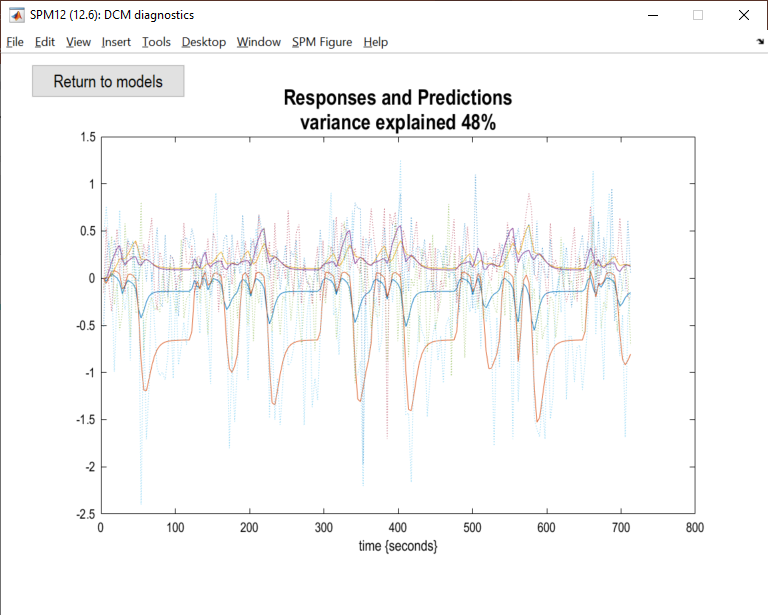 SPM12 (12.6): DCM diagnostics
File Edit View Insert Tools Desktop Window SPM Figure Help
Return to models
Responses and Predictions
variance explained 48%
1.5
1
0.5
0
-0.5
-1
-1.5
-2
-2.5
0 100 200 300 400 500 600 700 800
time {seconds}